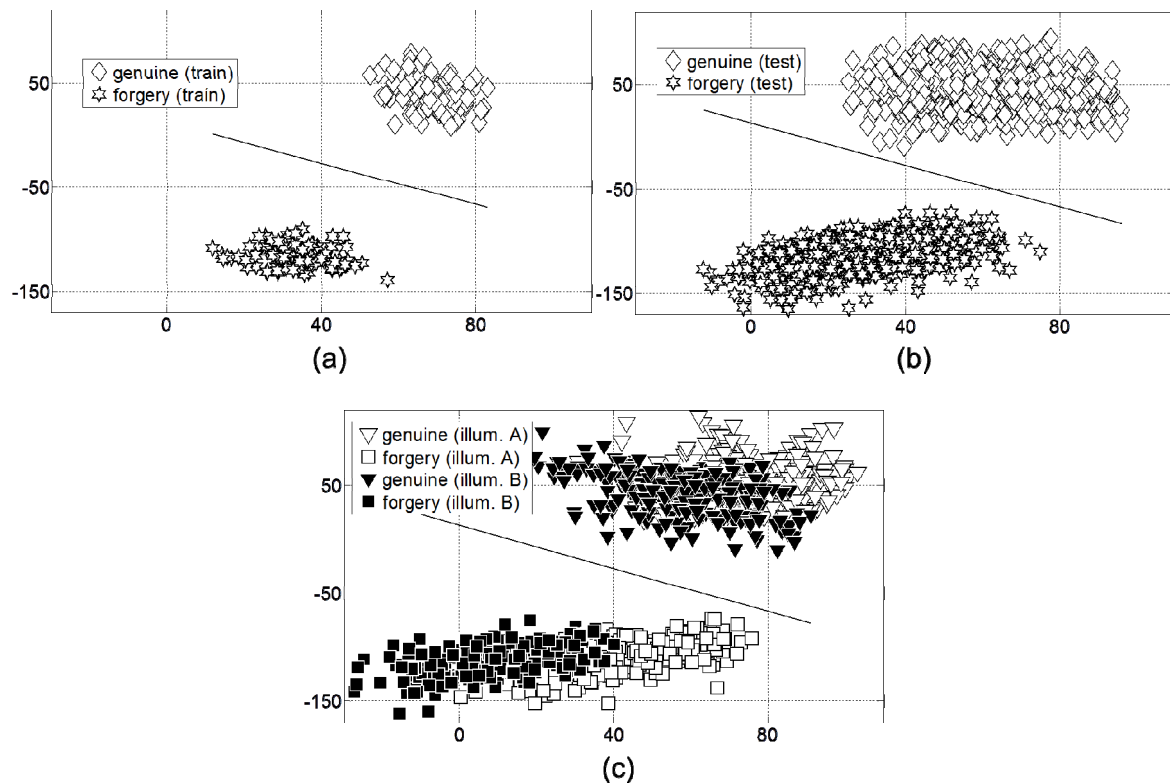 genuine (train)
forgery (train)
50
-50
-150
0
40
80
(a)
genuine (test)
forgery (test)
50
-50
-150
0
40
80
(b)
genuine (illum. A)
forgery (illum. A)
genuine (illum. B)
forgery (illum. B)
50
-50
-150
0
40
80
(c)